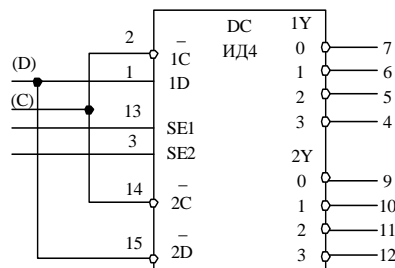 2 DC 1Y
C̅ ИД4 0 7
(D) 1 1C̅ 1 6
1D 2 5
(C) 13 3 4
SE1
3 2Y
SE2 0 9
14 1 10
2C̅ 2 11
15 3 12
2D̅